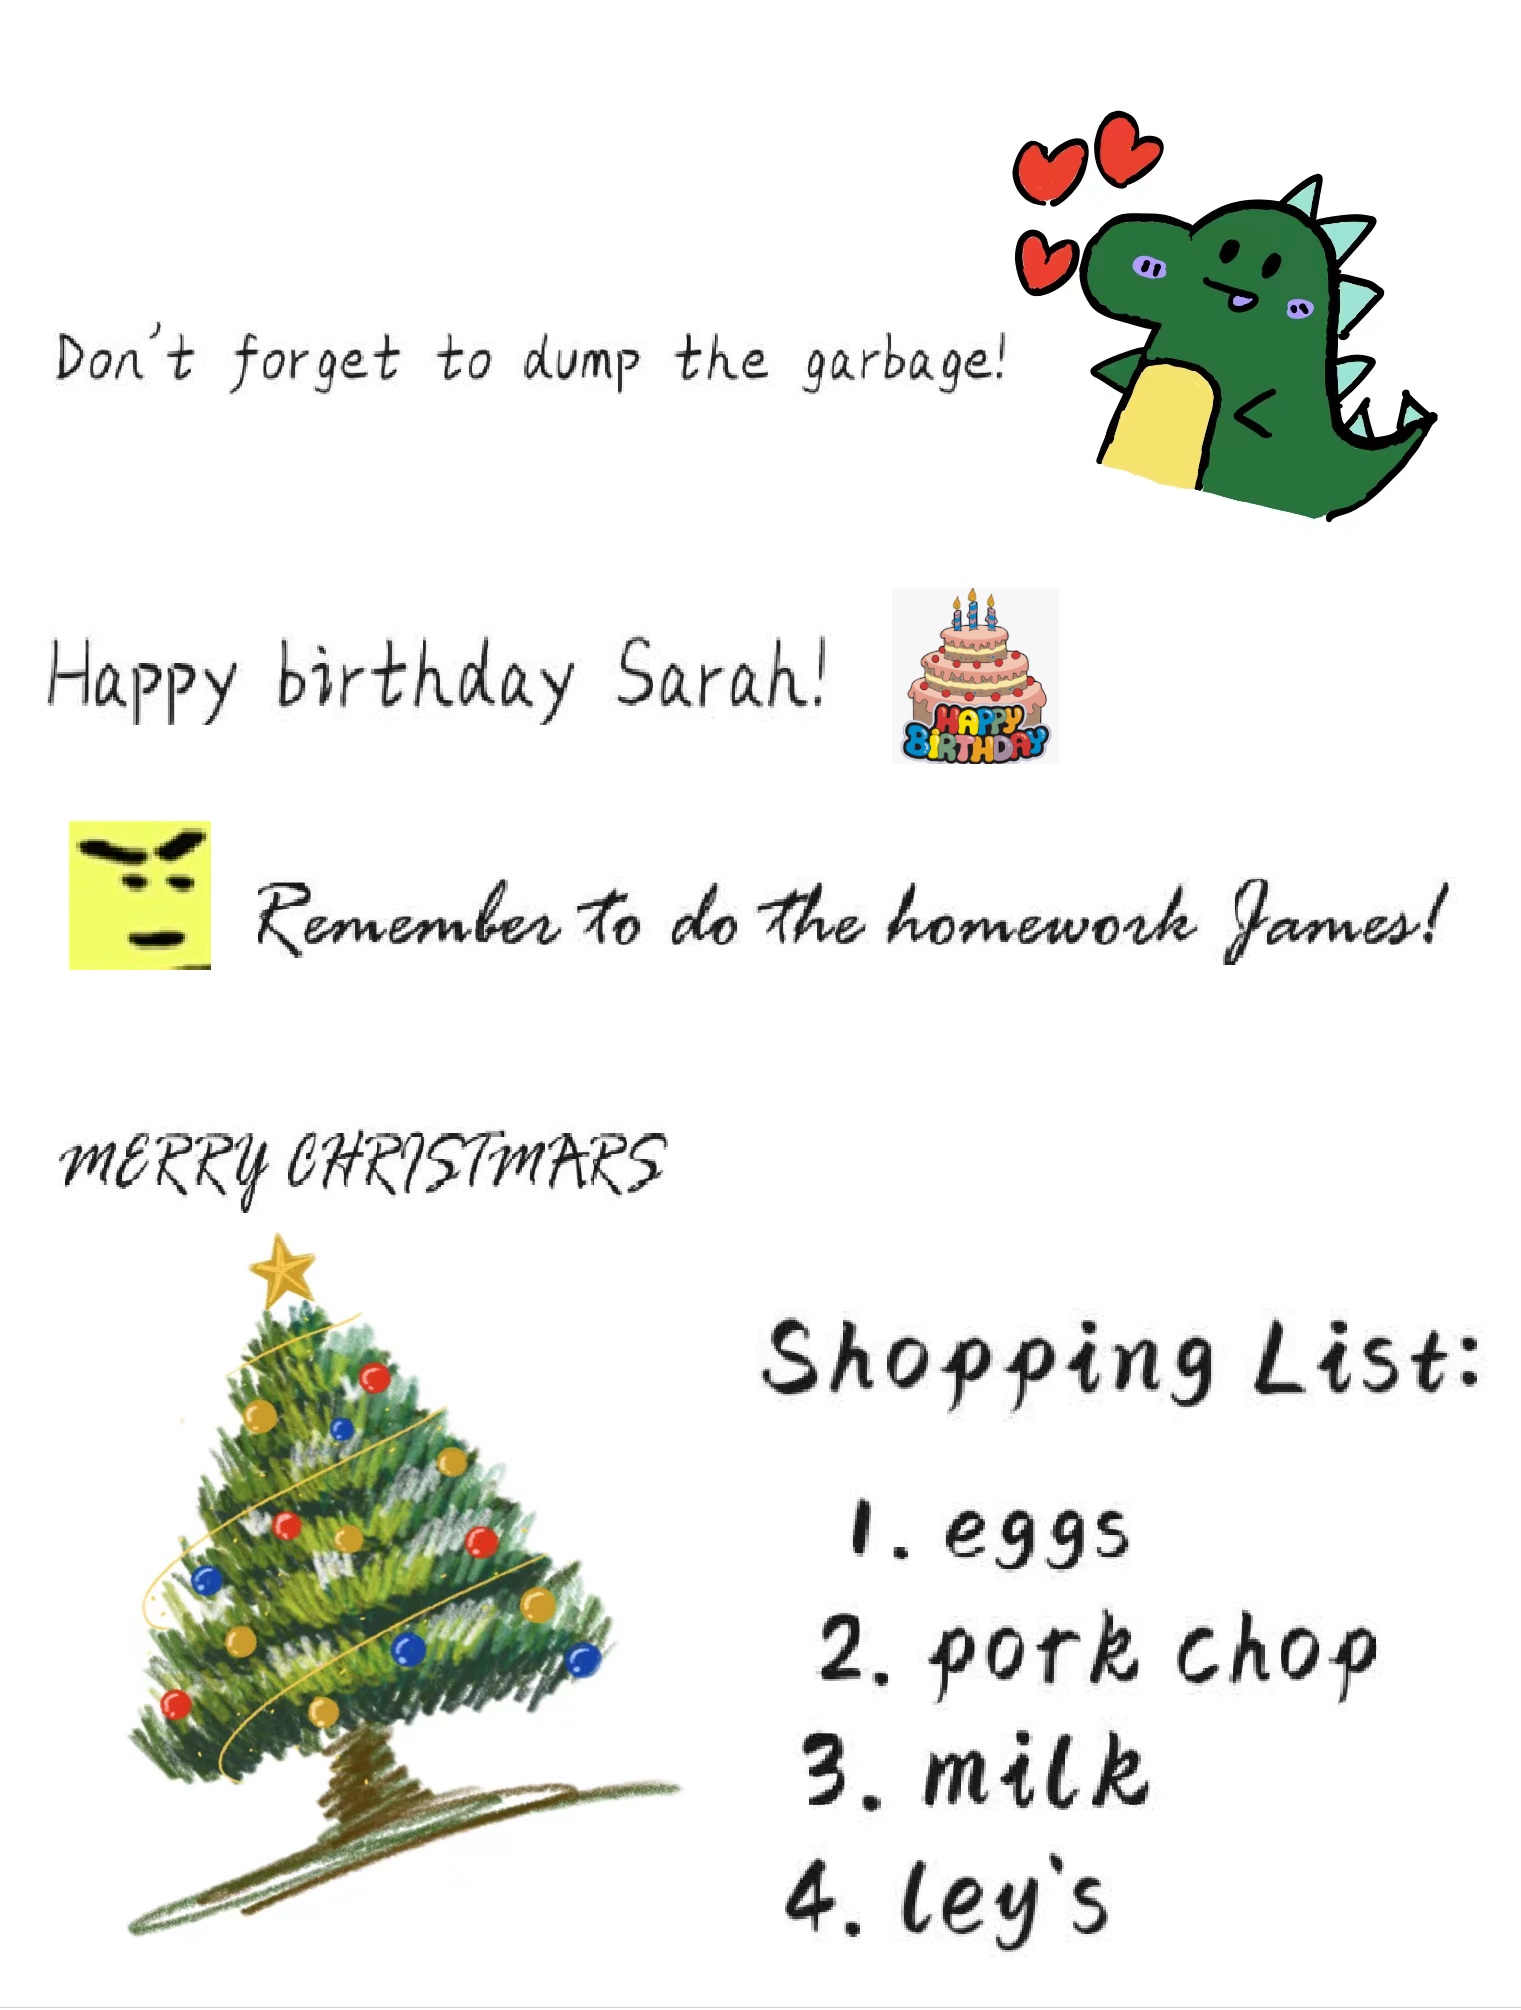 Don't forget to dump the garbage!
Happy birthday Sarah!
HAPPY
BIRTHDAY
Remember to do the homework James!
MERRY CHRISTMARS
Shopping List:
1. eggs
2. pork chop
3. milk
4. ley's